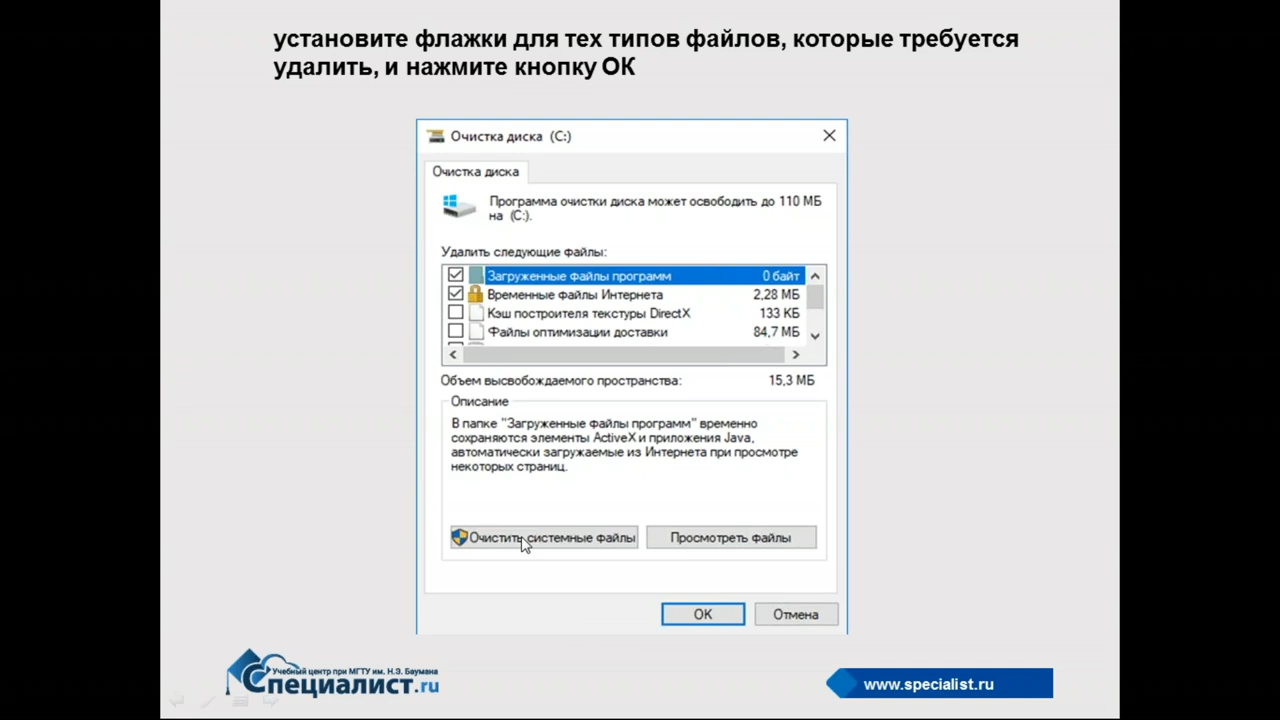 установите флажки для тех типов файлов, которые требуется
удалить, и нажмите кнопку ОК
Очистка диска (C:)
Очистка диска
Программа очистки диска может освободить до 110 МБ
на (C:).
Удалить следующие файлы:
Загруженные файлы программ 0 байт
Временные файлы Интернета 2,28 МБ
Кэш построителя текстуры DirectX 133 КБ
Файлы оптимизации доставки 84,7 МБ
Объем высвобождаемого пространства: 15,3 МБ
Описание
В папке "Загруженные файлы программ" временно
сохраняются элементы ActiveX и приложения Java,
автоматически загружаемые из Интернета при просмотре
некоторых страниц.
Очистить системные файлы Просмотреть файлы
ОК Отмена
Учебный центр при МГТУ им. Н.Э. Баумана
Специалист.ru
www.specialist.ru